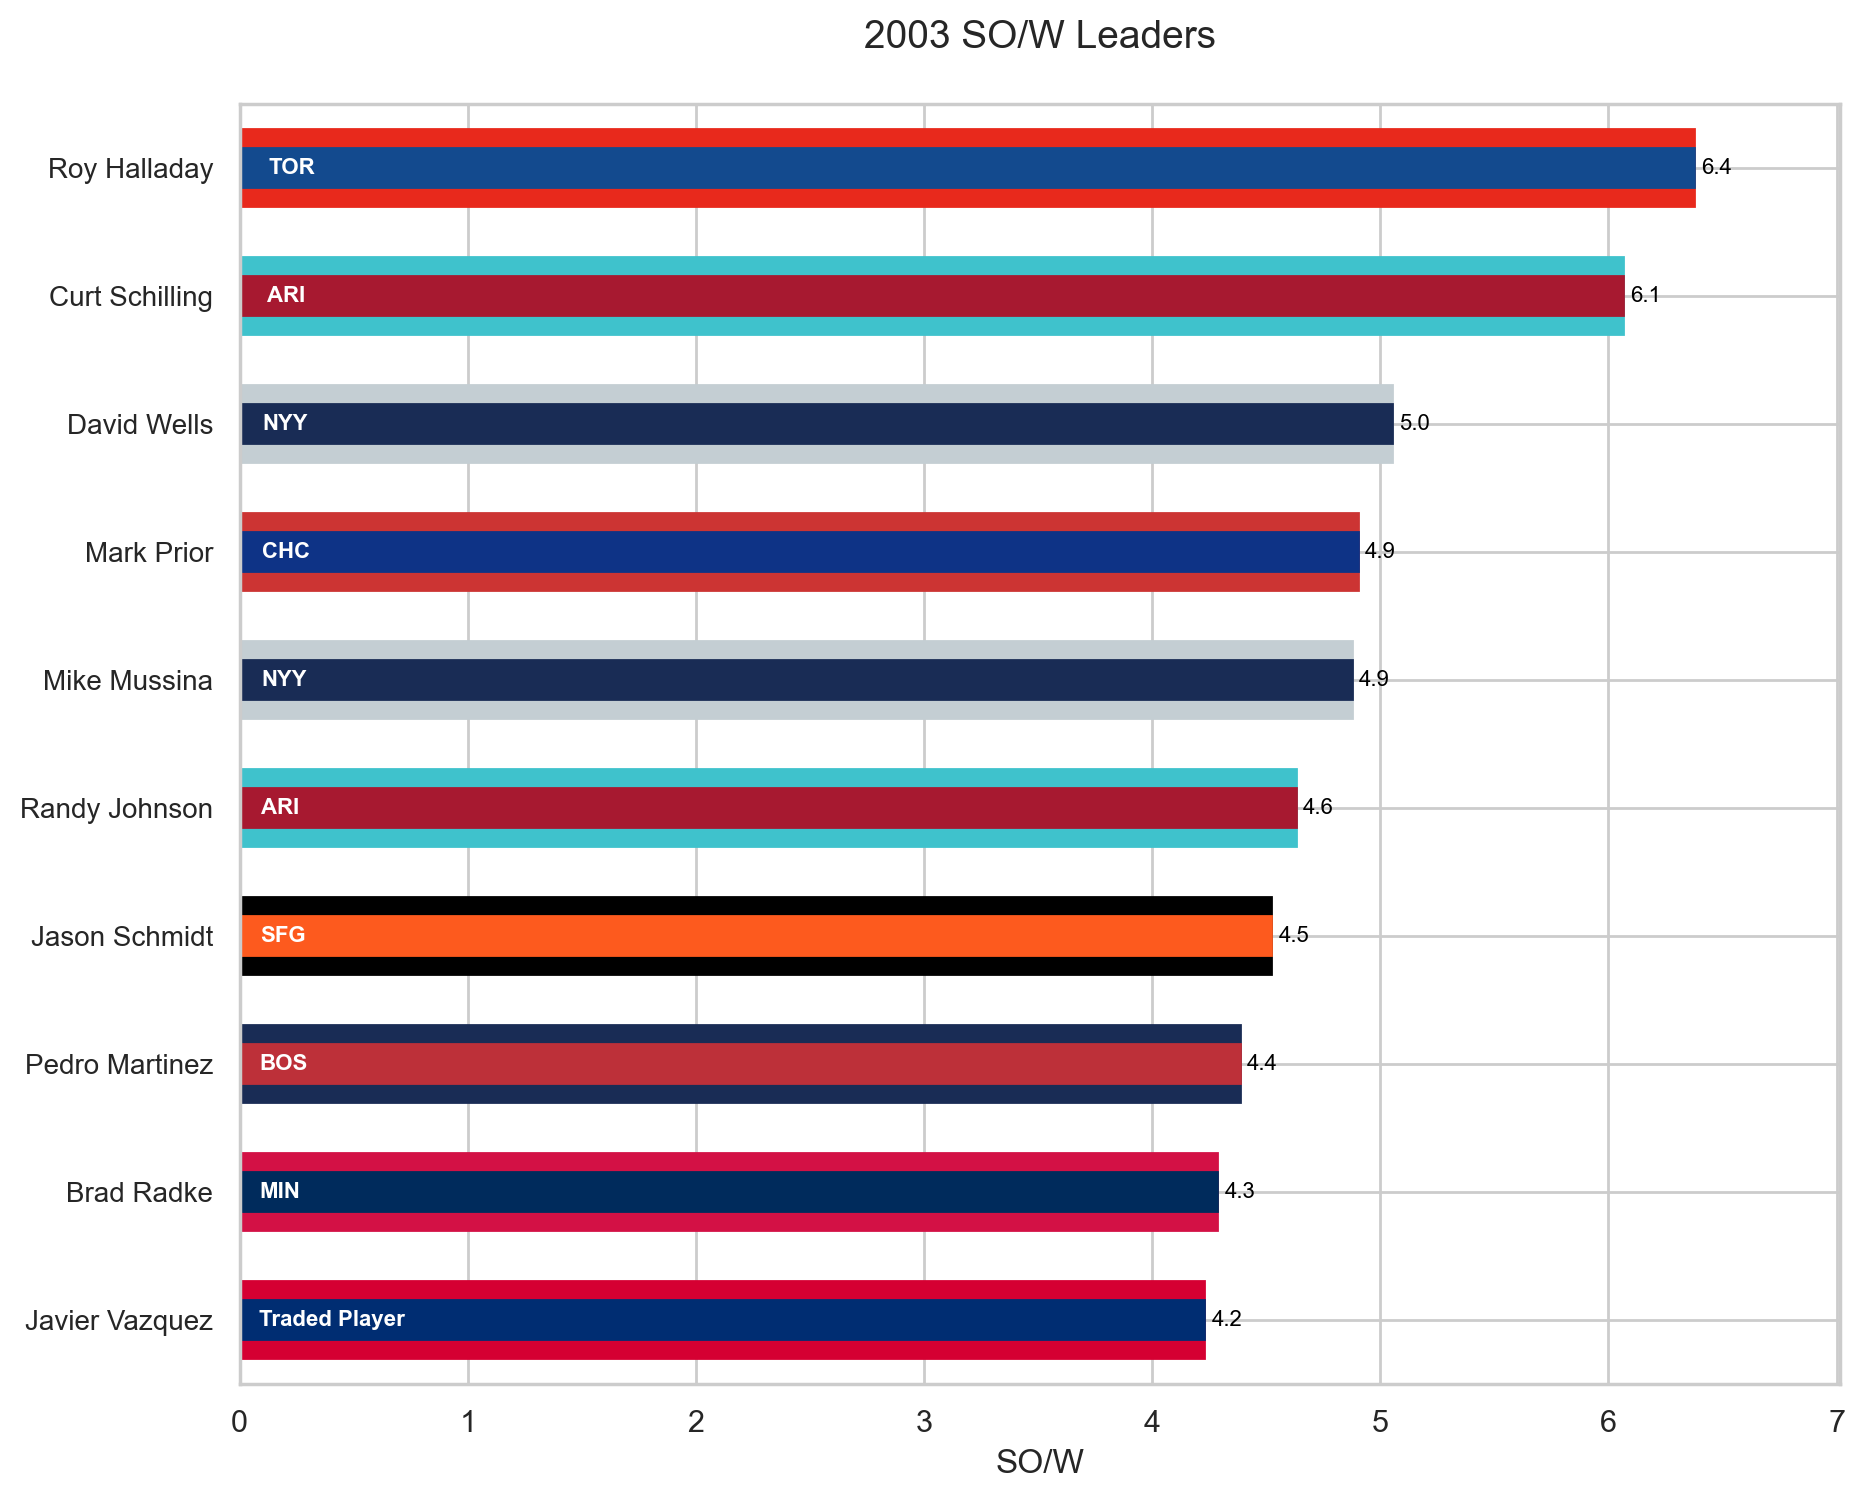 2003 SO/W Leaders
Roy Halladay TOR 6.4
Curt Schilling ARI 6.1
David Wells NYY 5.0
Mark Prior CHC 4.9
Mike Mussina NYY 4.9
Randy Johnson ARI 4.6
Jason Schmidt SFG 4.5
Pedro Martinez BOS 4.4
Brad Radke MIN 4.3
Javier Vazquez Traded Player 4.2
0 1 2 3 4 5 6 7
SO/W